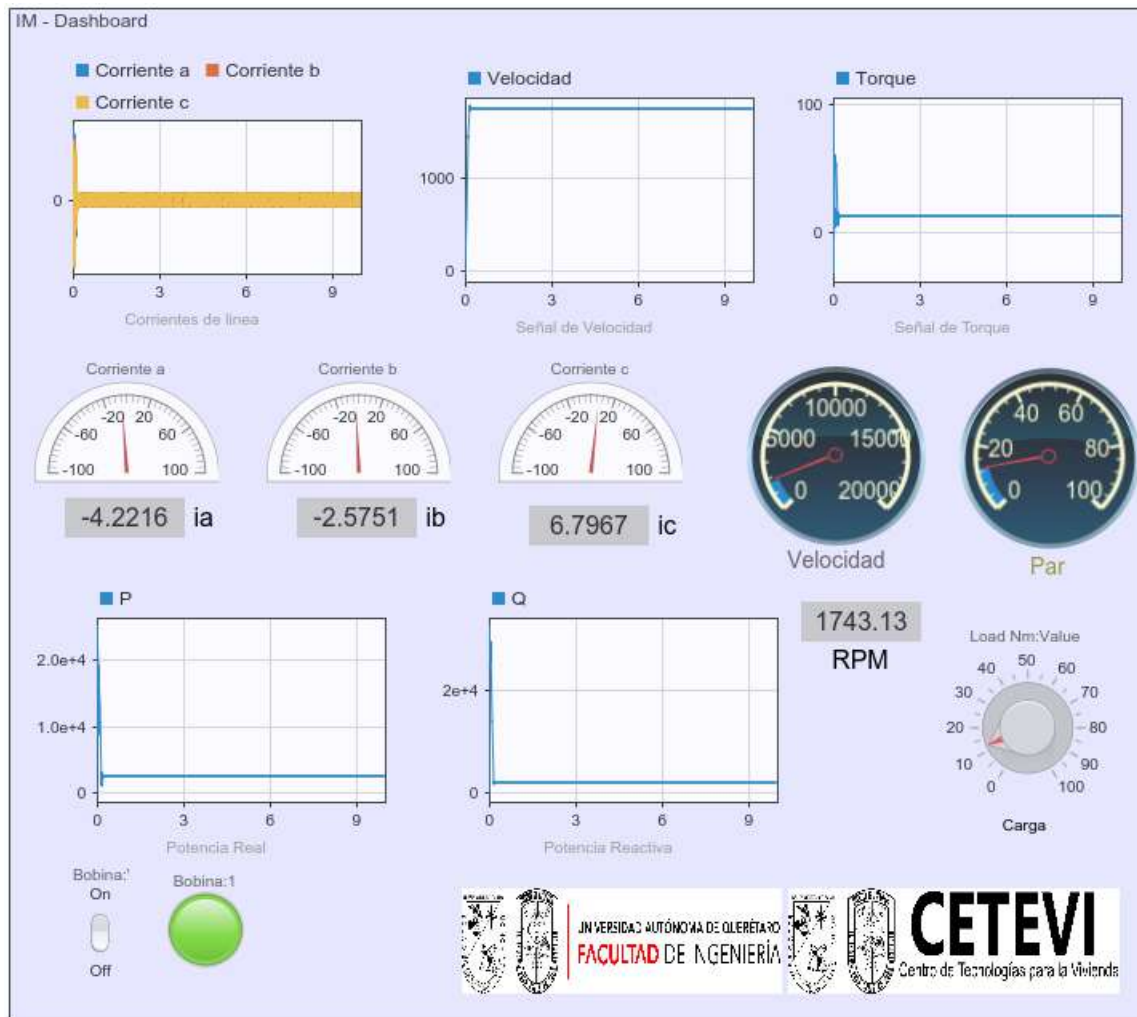 IM - Dashboard
Corriente a Corriente b
Corriente c
0
0 3 6 9
Corrientes de linea
Velocidad
1000
0
0 3 6 9
Señal de Velocidad
Torque
100
0
0 3 6 9
Señal de Torque
Corriente a
-100 -60 -20 20 60 100
-4.2216 ia
Corriente b
-100 -60 -20 20 60 100
-2.5751 ib
Corriente c
-100 -60 -20 20 60 100
6.7967 ic
0 5000 10000 15000 20000
Velocidad
0 20 40 60 80 100
Par
P
2.0e+4
1.0e+4
0
0 3 6 9
Potencia Real
Q
2e+4
0
0 3 6 9
Potencia Reactiva
1743.13
RPM
Load Nm:Value
0 10 20 30 40 50 60 70 80 90 100
Carga
Bobina:'
On
Off
Bobina:1
UNIVERSIDAD AUTÓNOMA DE QUERÉTARO
FACULTAD DE INGENIERÍA
CETEVI
Centro de Tecnologías para la Vivienda